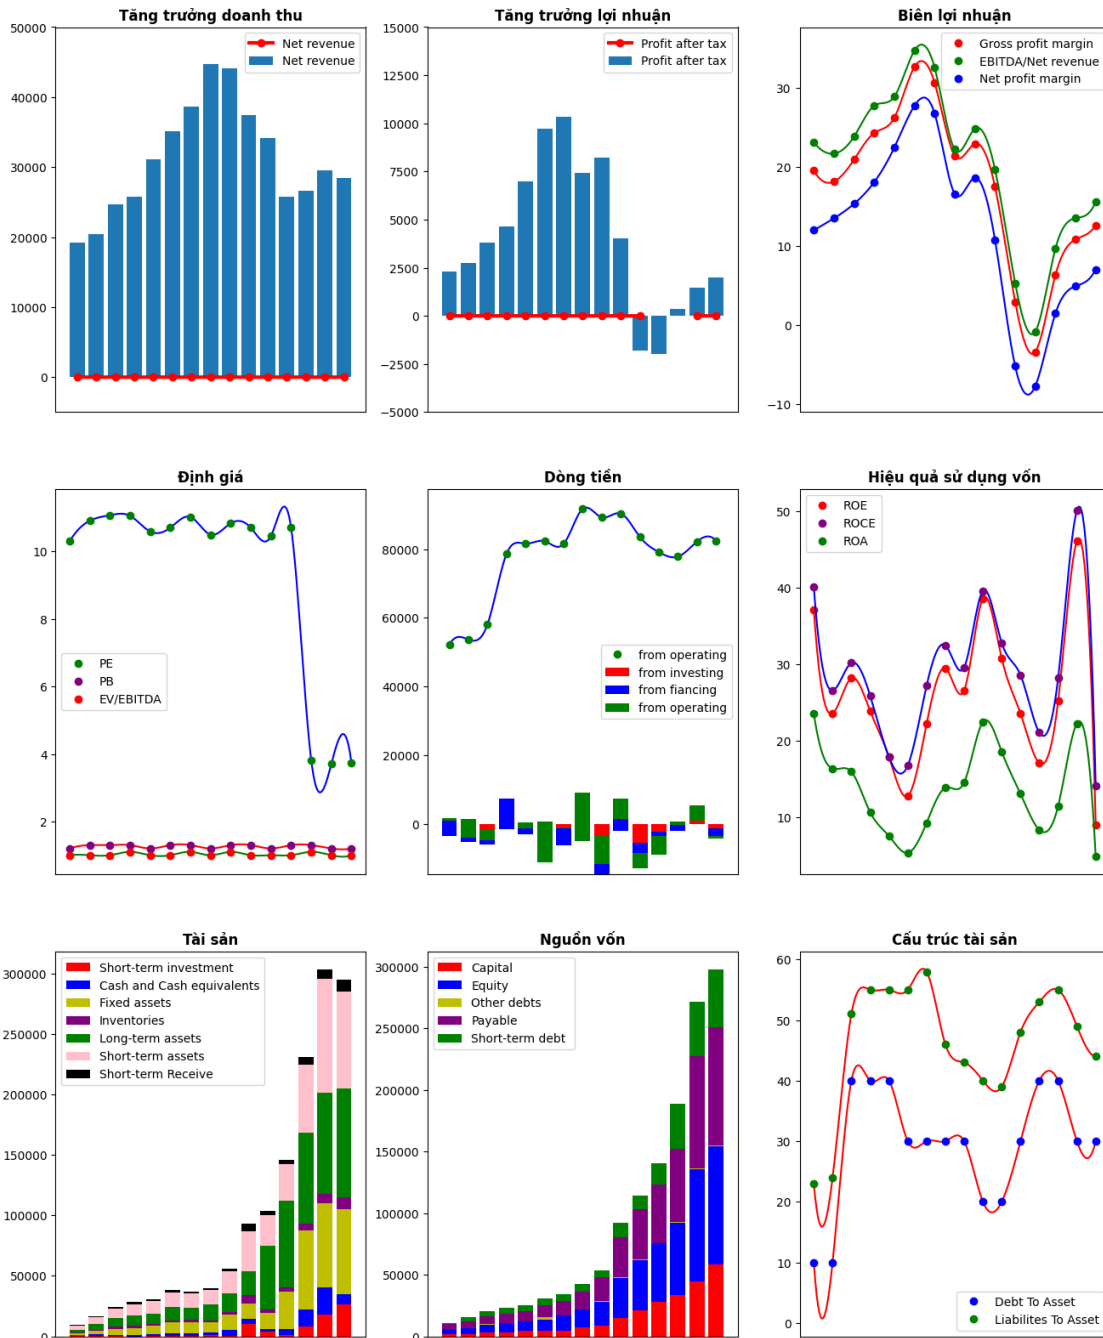 Tăng trưởng doanh thu
50000
40000
30000
20000
10000
0
Net revenue
Net revenue
Tăng trưởng lợi nhuận
15000
12500
10000
7500
5000
2500
0
−2500
−5000
Profit after tax
Profit after tax
Biên lợi nhuận
30
20
10
0
−10
Gross profit margin
EBITDA/Net revenue
Net profit margin
Định giá
10
8
6
4
2
PE
PB
EV/EBITDA
Dòng tiền
80000
60000
40000
20000
0
from operating
from investing
from fiancing
from operating
Hiệu quả sử dụng vốn
50
40
30
20
10
ROE
ROCE
ROA
Tài sản
300000
250000
200000
150000
100000
50000
0
Short-term investment
Cash and Cash equivalents
Fixed assets
Inventories
Long-term assets
Short-term assets
Short-term Receive
Nguồn vốn
300000
250000
200000
150000
100000
50000
0
Capital
Equity
Other debts
Payable
Short-term debt
Cấu trúc tài sản
60
50
40
30
20
10
0
Debt To Asset
Liabilites To Asset